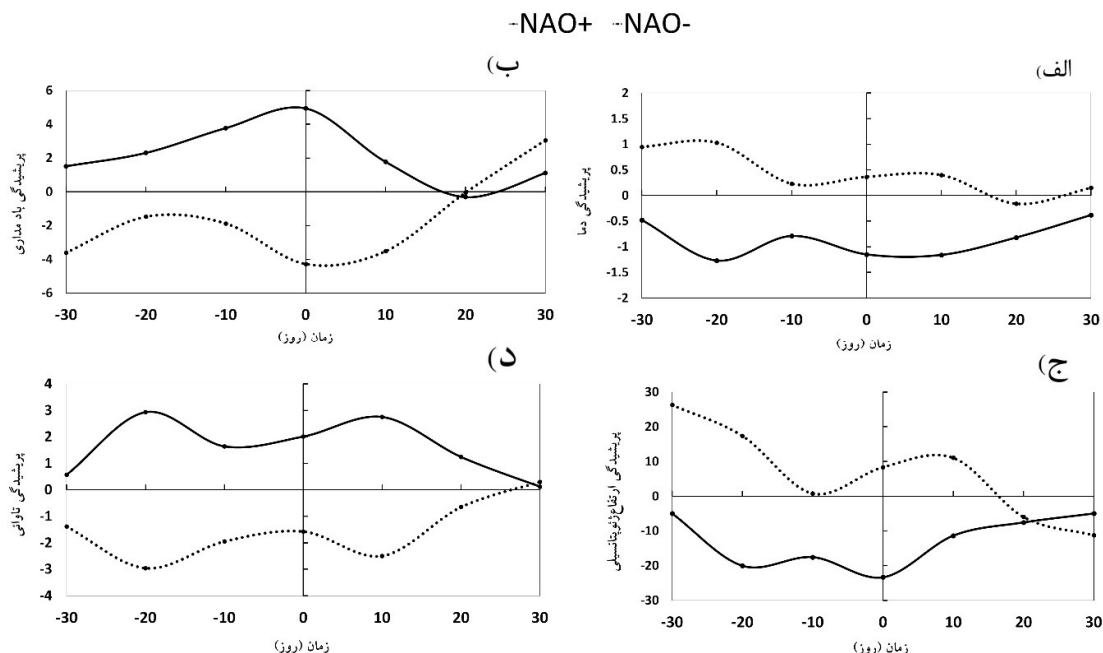 NAO+ NAO-
الف)
2
1.5
1
0.5
0
-0.5
-1
-1.5
-2
پریشیدگی دما
-30 -20 -10 0 10 20 30
زمان (روز)
ب)
6
4
2
0
-2
-4
-6
پریشیدگی باد مداری
-30 -20 -10 0 10 20 30
زمان (روز)
ج)
30
20
10
0
-10
-20
-30
پریشیدگی ارتفاع ژئوپتانسیلی
-30 -20 -10 0 10 20 30
زمان (روز)
د)
4
3
2
1
0
-1
-2
-3
-4
پریشیدگی تاوائی
-30 -20 -10 0 10 20 30
زمان (روز)